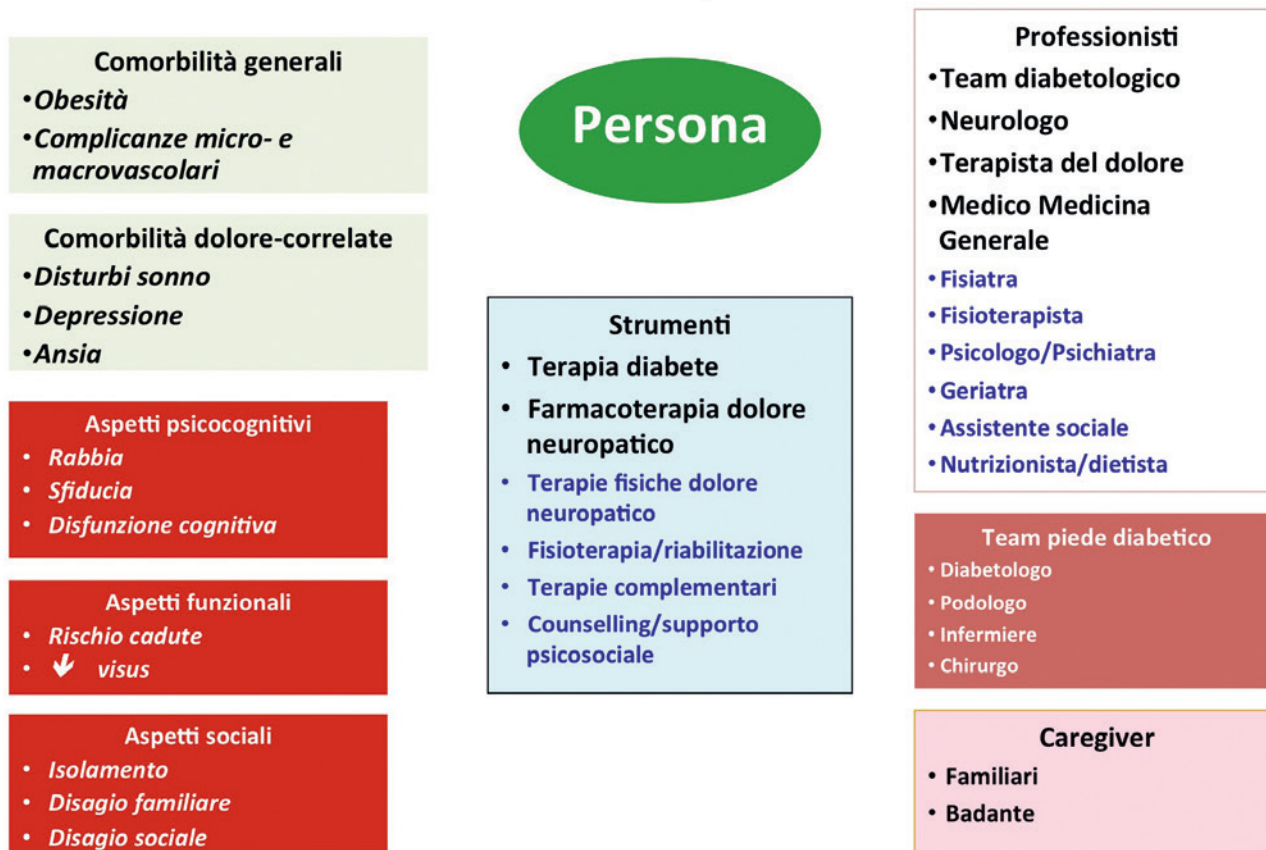 Comorbilità generali
•Obesità
•Complicanze micro- e
macrovascolari
Comorbilità dolore-correlate
•Disturbi sonno
•Depressione
•Ansia
Aspetti psicocognitivi
• Rabbia
• Sfiducia
• Disfunzione cognitiva
Aspetti funzionali
• Rischio cadute
• ↓ visus
Aspetti sociali
• Isolamento
• Disagio familiare
• Disagio sociale
Persona
Strumenti
• Terapia diabete
• Farmacoterapia dolore
neuropatico
• Terapie fisiche dolore
neuropatico
• Fisioterapia/riabilitazione
• Terapie complementari
• Counselling/supporto
psicosociale
Professionisti
•Team diabetologico
•Neurologo
•Terapista del dolore
•Medico Medicina
Generale
• Fisiatra
• Fisioterapista
• Psicologo/Psichiatra
• Geriatra
• Assistente sociale
• Nutrizionista/dietista
Team piede diabetico
• Diabetologo
• Podologo
• Infermiere
• Chirurgo
Caregiver
• Familiari
• Badante